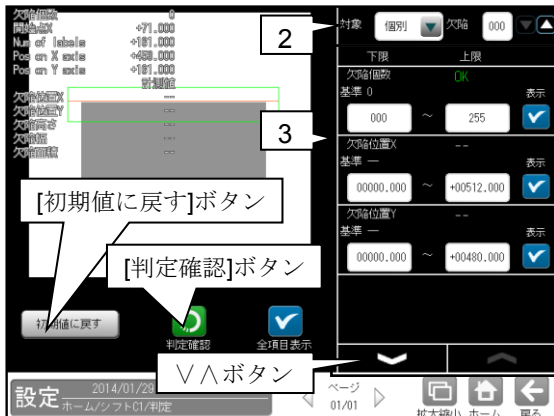 欠陥個数 0
開始点X +71.000
Num of labels +181.000
Pos on X axis +459.000
Pos on Y axis +181.000
計測値
欠陥位置X --
欠陥位置Y --
欠陥高さ --
欠陥幅 --
欠陥面積 ---
2
対象 個別 欠陥 000
下限 上限
3
欠陥個数 OK
基準 0 表示
000 ～ 255
欠陥位置X --
基準 — 表示
00000.000 ～ +00512.000
欠陥位置Y --
基準 — 表示
00000.000 ～ +00480.000
[初期値に戻す]ボタン
[判定確認]ボタン
初期値に戻す
判定確認
全項目表示
∨∧ボタン
設定
2014/01/29
ホーム/シフトC1/判定
ページ
01/01
拡大縮小 ホーム 戻る